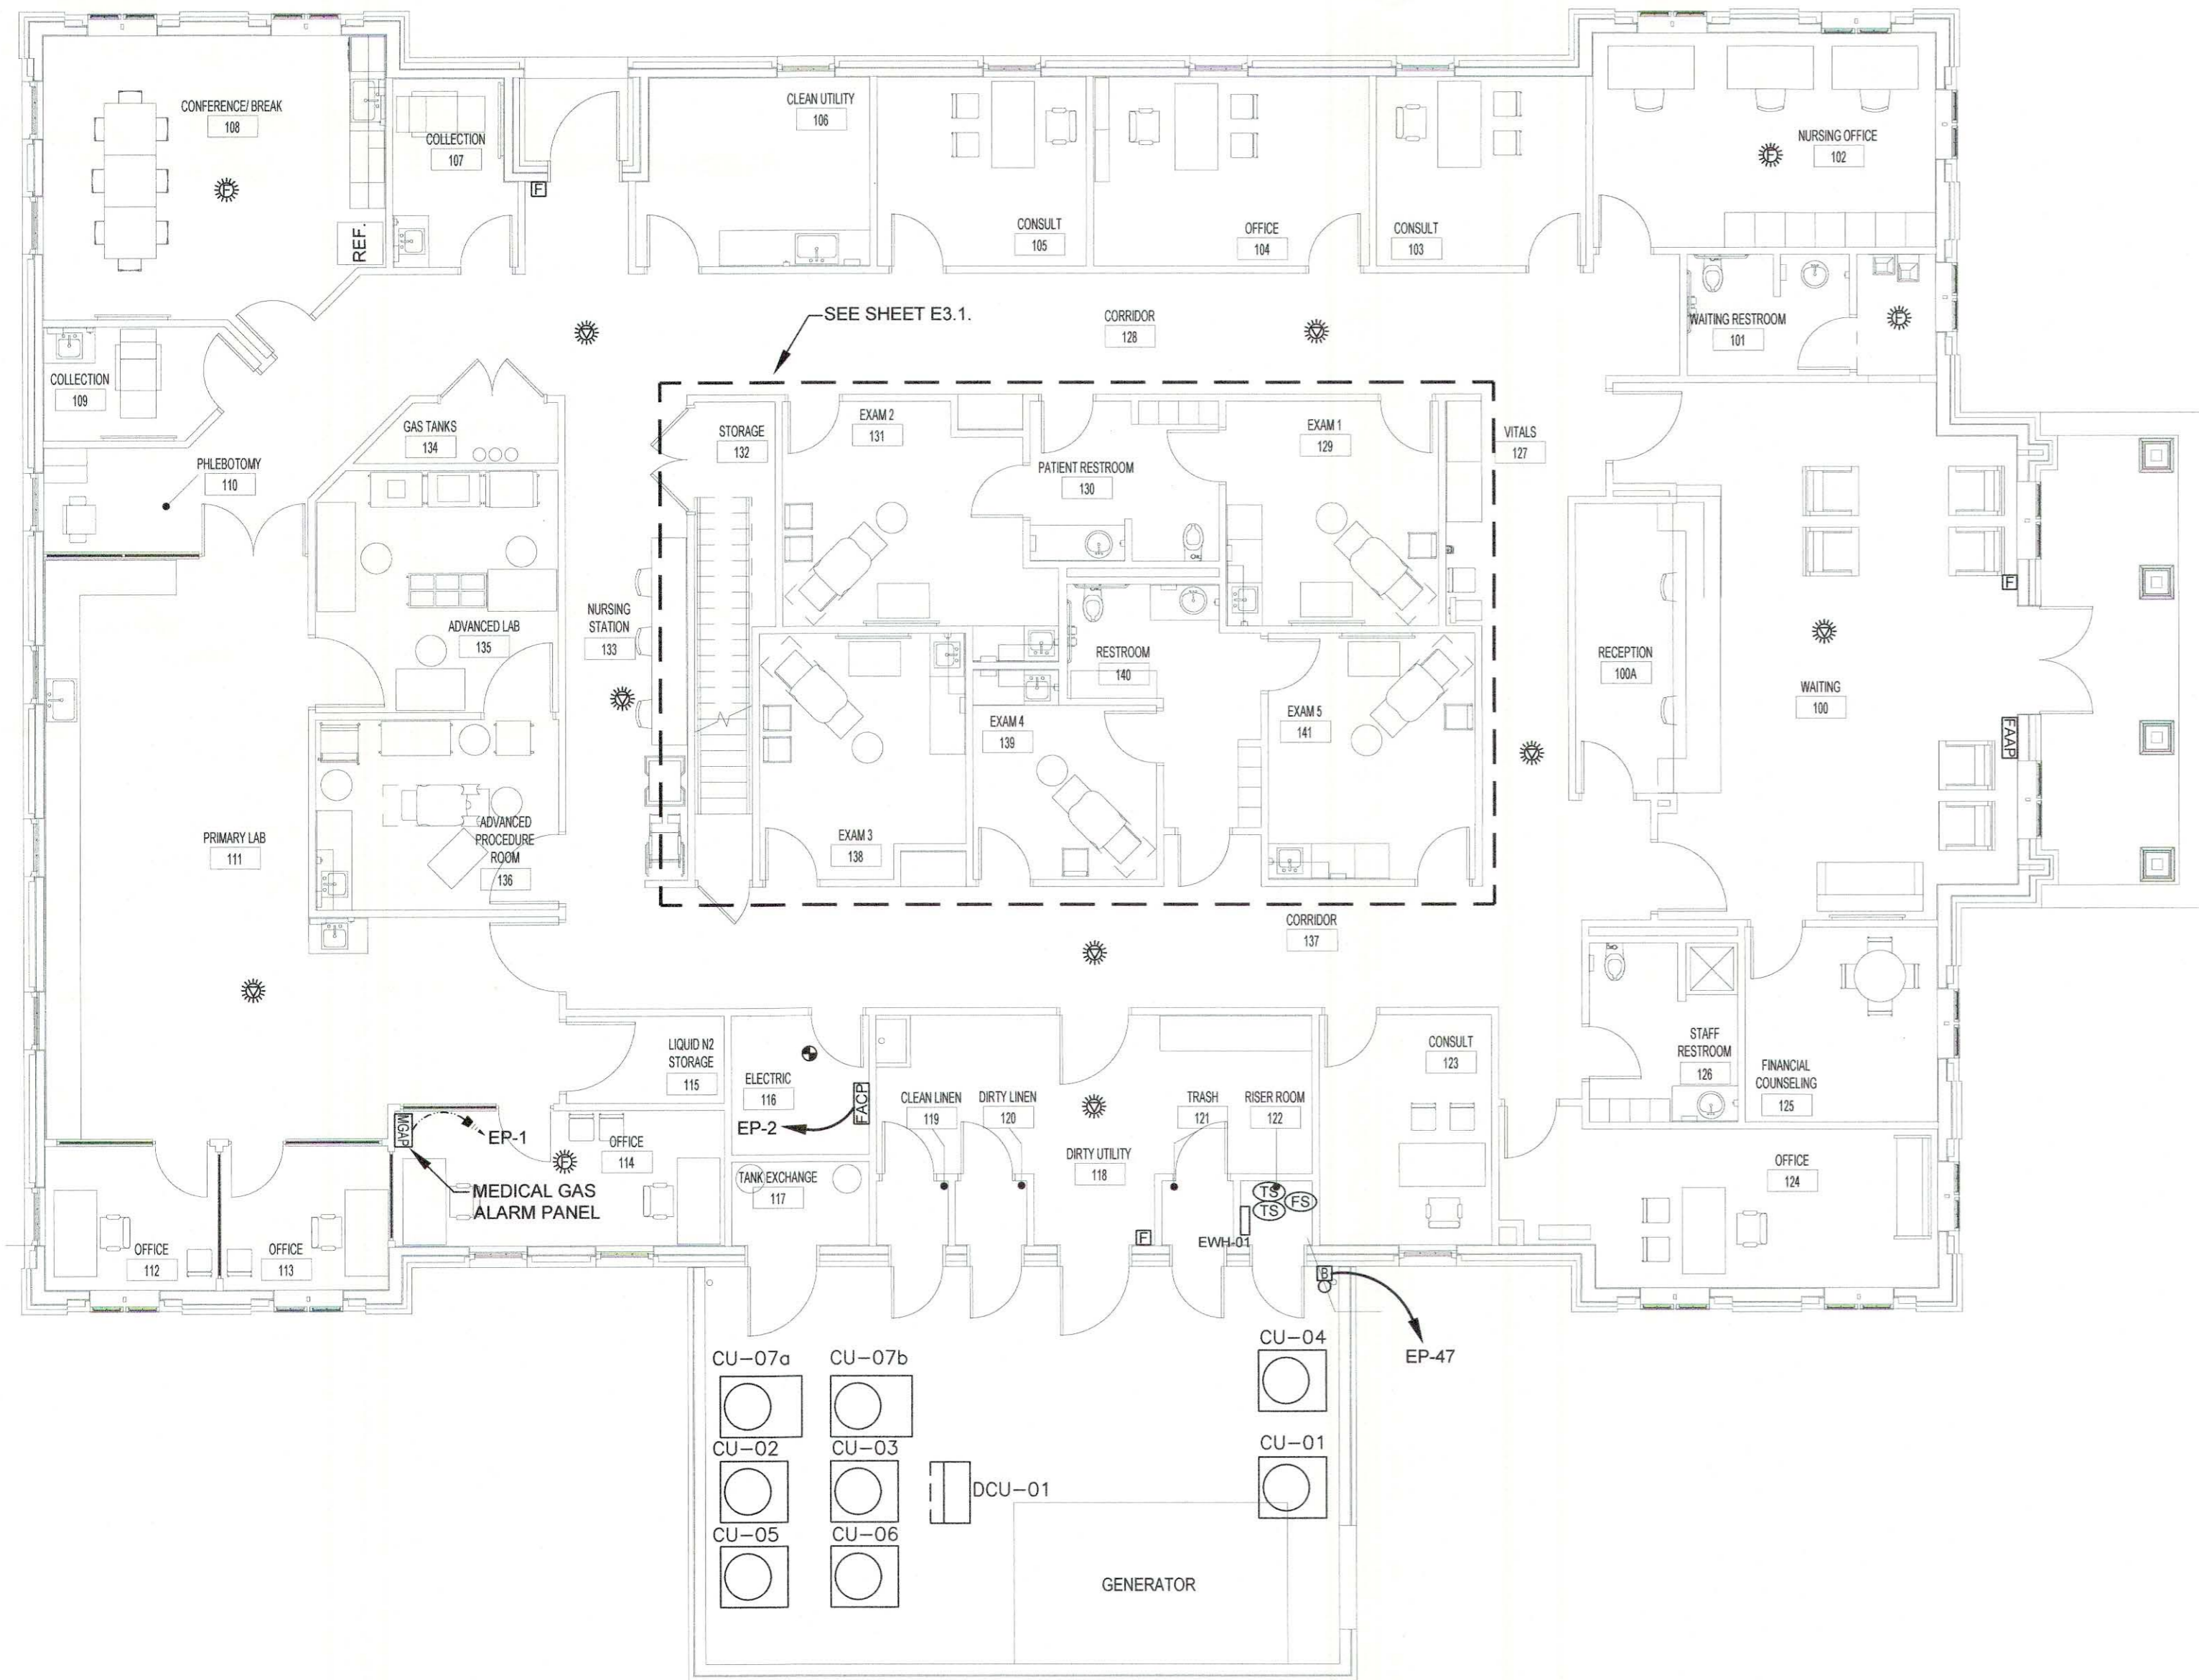 CONFERENCE/ BREAK
108
REF.
COLLECTION
107
F
CLEAN UTILITY
106
CONSULT
105
OFFICE
104
CONSULT
103
NURSING OFFICE
102
F
F
WAITING RESTROOM
101
F
SEE SHEET E3.1.
CORRIDOR
128
COLLECTION
109
GAS TANKS
134
PHLEBOTOMY
110
STORAGE
132
EXAM 2
131
PATIENT RESTROOM
130
EXAM 1
129
VITALS
127
ADVANCED LAB
135
NURSING
STATION
133
RESTROOM
140
RECEPTION
100A
WAITING
100
F
FAAP
EXAM 4
139
EXAM 5
141
EXAM 3
138
PRIMARY LAB
111
ADVANCED
PROCEDURE
ROOM
136
CORRIDOR
137
LIQUID N2
STORAGE
115
ELECTRIC
116
FACP
EP-2
CLEAN LINEN
119
DIRTY LINEN
120
TRASH
121
RISER ROOM
122
CONSULT
123
STAFF
RESTROOM
126
FINANCIAL
COUNSELING
125
MGAP
EP-1
OFFICE
114
F
MEDICAL GAS
ALARM PANEL
TANK EXCHANGE
117
DIRTY UTILITY
118
TS
TS
FS
F
EWH-01
OFFICE
124
OFFICE
112
OFFICE
113
B
EP-47
CU-07a
CU-07b
CU-04
CU-02
CU-03
CU-01
DCU-01
CU-05
CU-06
GENERATOR